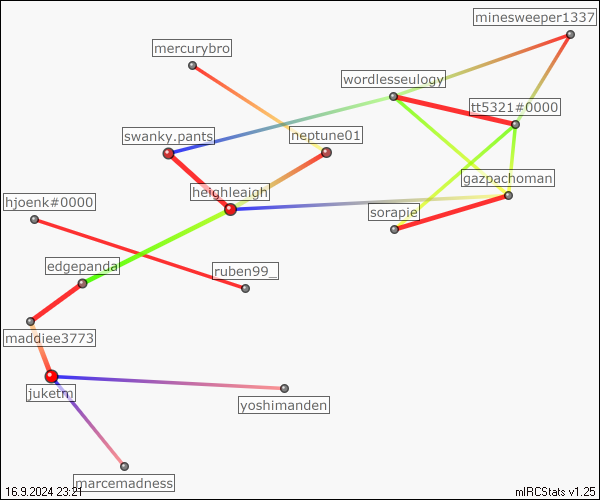 minesweeper1337
mercurybro
wordlesseulogy
tt5321#0000
swanky.pants
neptune01
gazpachoman
heighleaigh
hjoenk#0000
sorapie
edgepanda
ruben99_
maddiee3773
juketm
yoshimanden
marcemadness
16.9.2024 23:21
mIRCStats v1.25